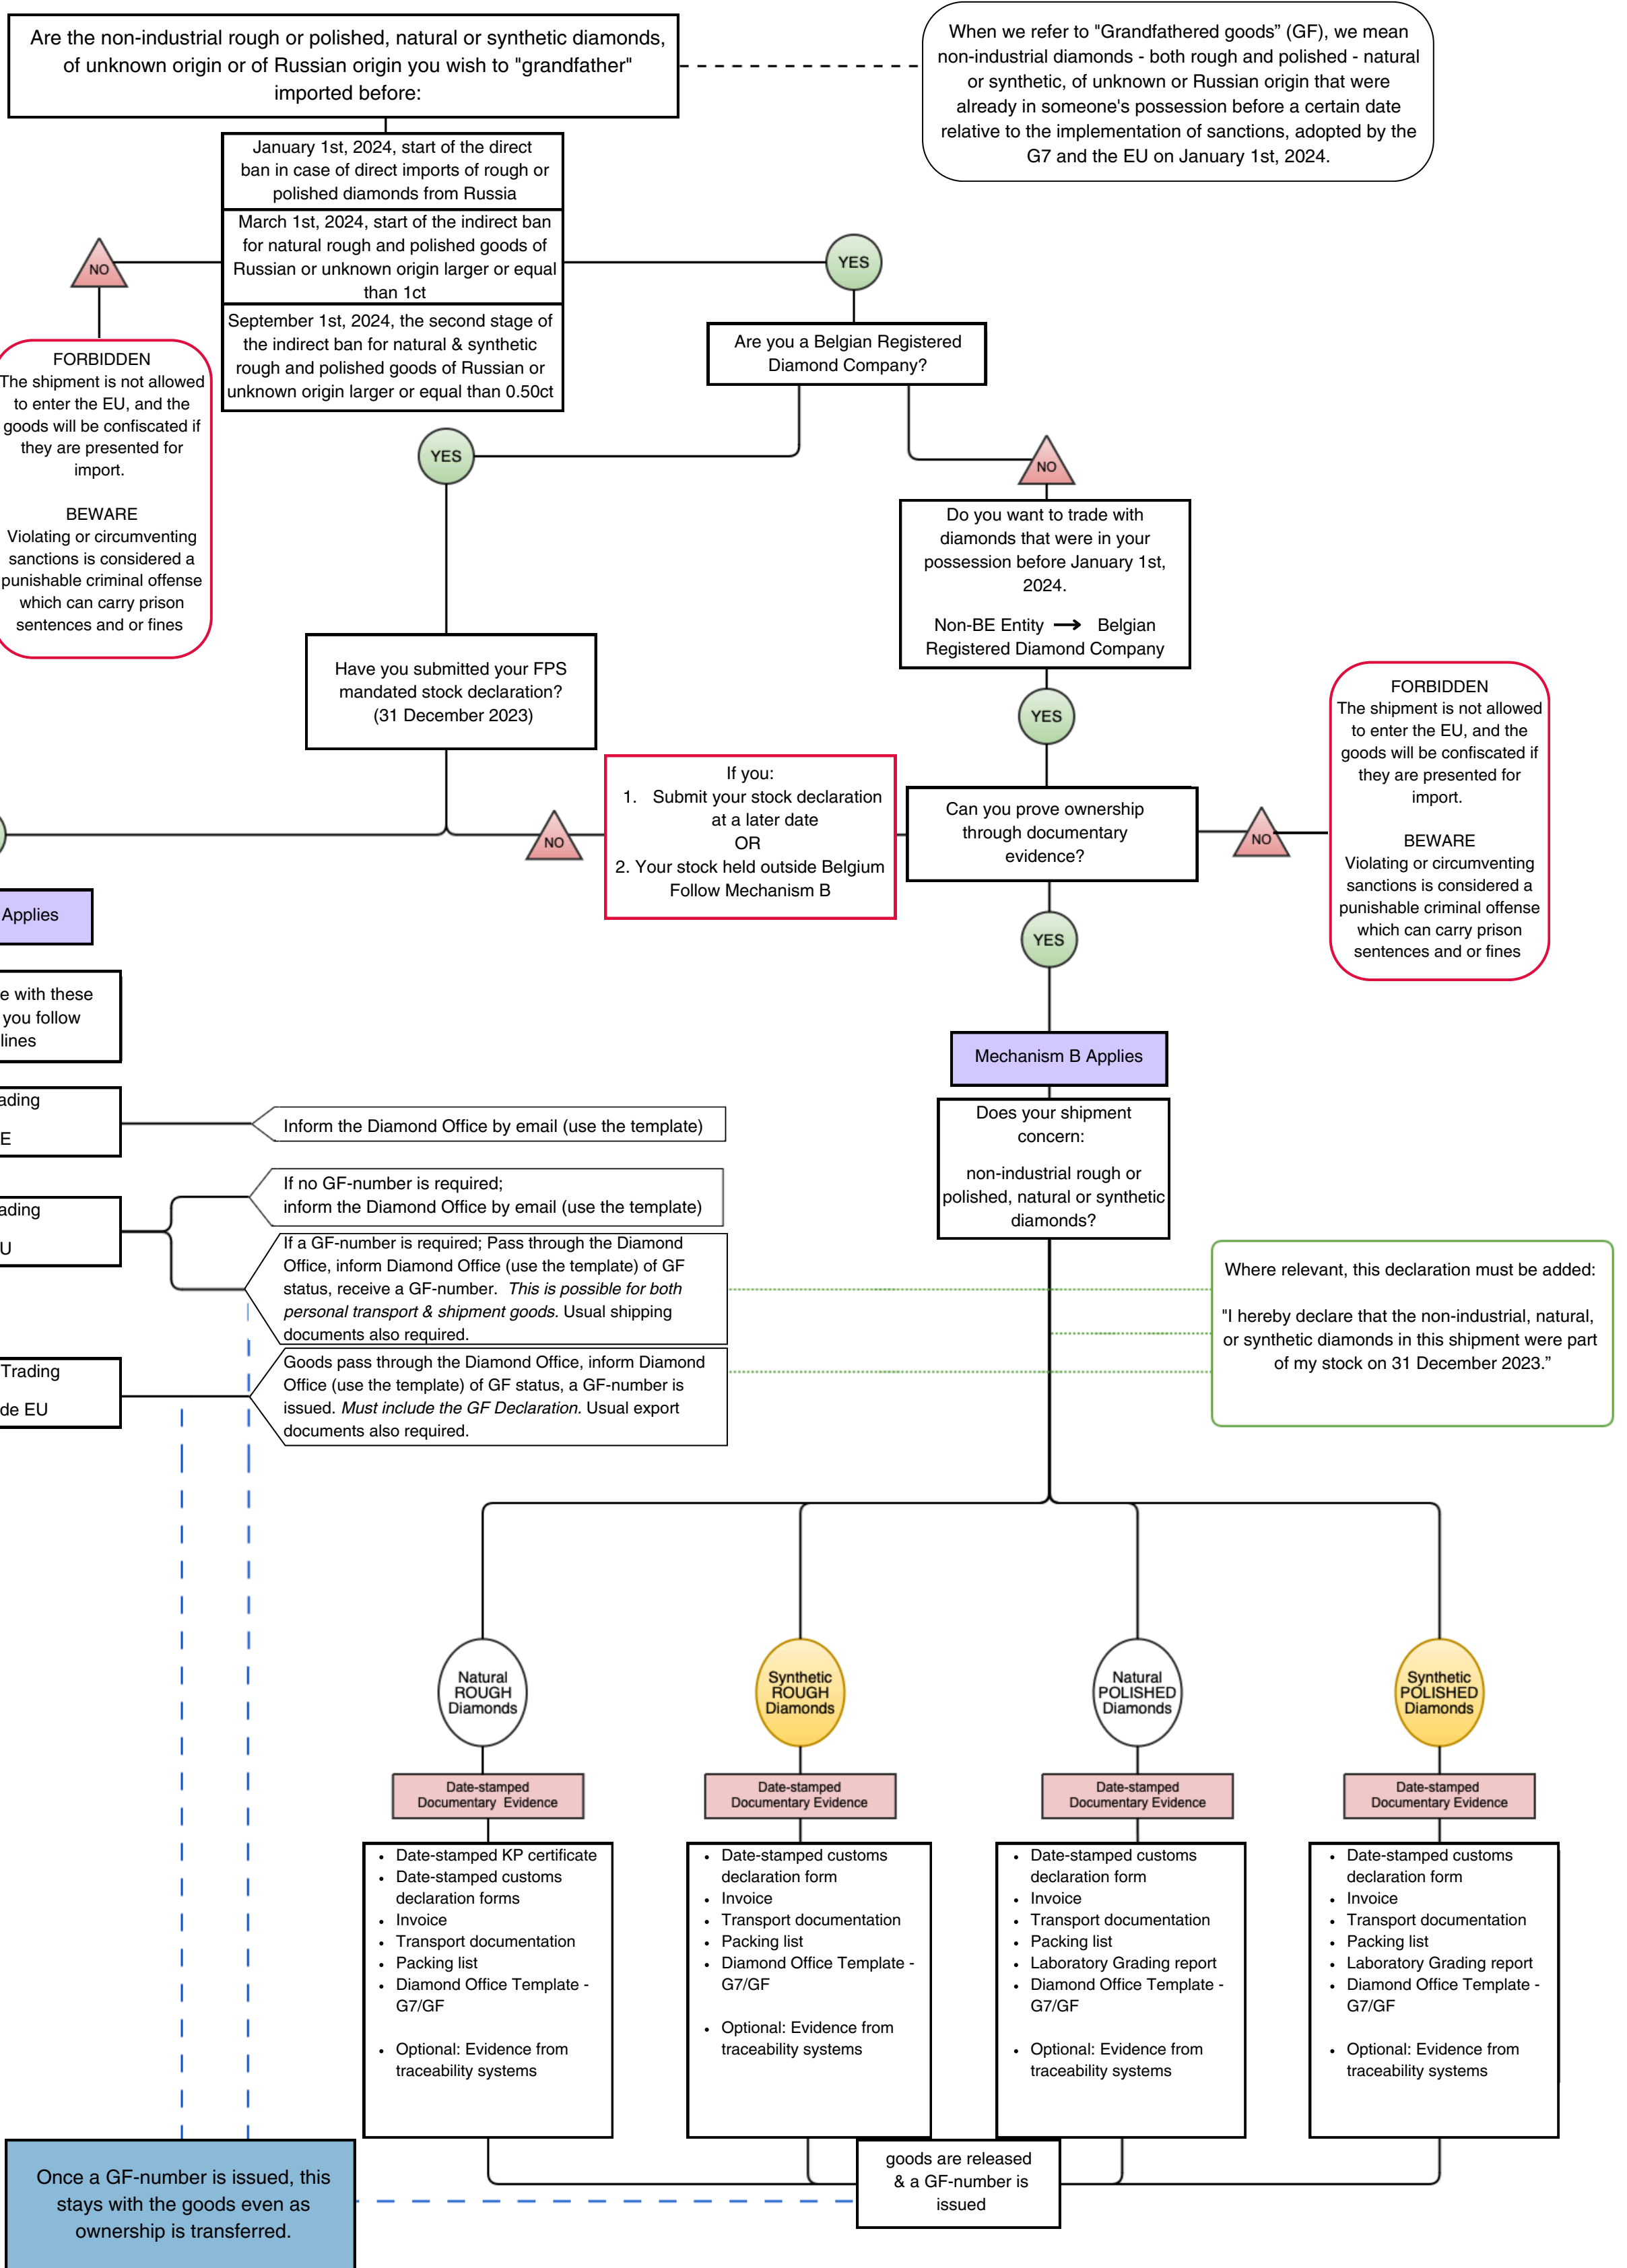 Are the non-industrial rough or polished, natural or synthetic diamonds,
of unknown origin or of Russian origin you wish to "grandfather"
imported before:
When we refer to "Grandfathered goods” (GF), we mean
non-industrial diamonds - both rough and polished - natural
or synthetic, of unknown or Russian origin that were
already in someone's possession before a certain date
relative to the implementation of sanctions, adopted by the
G7 and the EU on January 1st, 2024.
January 1st, 2024, start of the direct
ban in case of direct imports of rough or
polished diamonds from Russia
March 1st, 2024, start of the indirect ban
for natural rough and polished goods of
Russian or unknown origin larger or equal
than 1ct
September 1st, 2024, the second stage of
the indirect ban for natural & synthetic
rough and polished goods of Russian or
unknown origin larger or equal than 0.50ct
NO
YES
FORBIDDEN
The shipment is not allowed
to enter the EU, and the
goods will be confiscated if
they are presented for
import.
BEWARE
Violating or circumventing
sanctions is considered a
punishable criminal offense
which can carry prison
sentences and or fines
Are you a Belgian Registered
Diamond Company?
YES
NO
Do you want to trade with
diamonds that were in your
possession before January 1st,
2024.
Non-BE Entity → Belgian
Registered Diamond Company
Have you submitted your FPS
mandated stock declaration?
(31 December 2023)
YES
FORBIDDEN
The shipment is not allowed
to enter the EU, and the
goods will be confiscated if
they are presented for
import.
BEWARE
Violating or circumventing
sanctions is considered a
punishable criminal offense
which can carry prison
sentences and or fines
NO
If you:
1. Submit your stock declaration
at a later date
OR
2. Your stock held outside Belgium
Follow Mechanism B
Can you prove ownership
through documentary
evidence?
NO
YES
Applies
e with these
you follow
lines
Mechanism B Applies
Does your shipment
concern:
non-industrial rough or
polished, natural or synthetic
diamonds?
ading
E
Inform the Diamond Office by email (use the template)
ading
U
If no GF-number is required;
inform the Diamond Office by email (use the template)
If a GF-number is required; Pass through the Diamond
Office, inform Diamond Office (use the template) of GF
status, receive a GF-number. This is possible for both
personal transport & shipment goods. Usual shipping
documents also required.
Trading
de EU
Goods pass through the Diamond Office, inform Diamond
Office (use the template) of GF status, a GF-number is
issued. Must include the GF Declaration. Usual export
documents also required.
Where relevant, this declaration must be added:
"I hereby declare that the non-industrial, natural,
or synthetic diamonds in this shipment were part
of my stock on 31 December 2023.”
Natural
ROUGH
Diamonds
Synthetic
ROUGH
Diamonds
Natural
POLISHED
Diamonds
Synthetic
POLISHED
Diamonds
Date-stamped
Documentary Evidence
Date-stamped
Documentary Evidence
Date-stamped
Documentary Evidence
Date-stamped
Documentary Evidence
• Date-stamped KP certificate
• Date-stamped customs
declaration forms
• Invoice
• Transport documentation
• Packing list
• Diamond Office Template -
G7/GF
• Optional: Evidence from
traceability systems
• Date-stamped customs
declaration form
• Invoice
• Transport documentation
• Packing list
• Diamond Office Template -
G7/GF
• Optional: Evidence from
traceability systems
• Date-stamped customs
declaration form
• Invoice
• Transport documentation
• Packing list
• Laboratory Grading report
• Diamond Office Template -
G7/GF
• Optional: Evidence from
traceability systems
• Date-stamped customs
declaration form
• Invoice
• Transport documentation
• Packing list
• Laboratory Grading report
• Diamond Office Template -
G7/GF
• Optional: Evidence from
traceability systems
goods are released
& a GF-number is
issued
Once a GF-number is issued, this
stays with the goods even as
ownership is transferred.